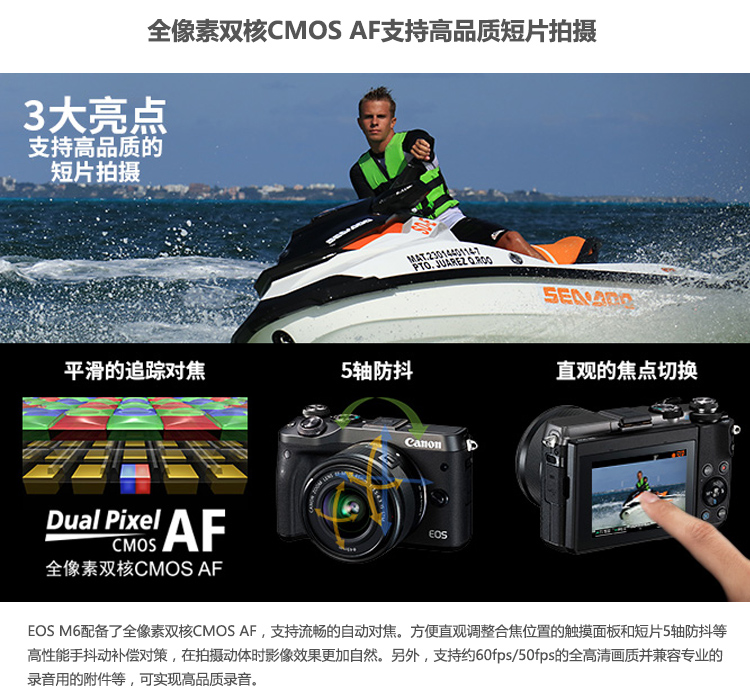 全像素双核CMOS AF支持高品质短片拍摄
3大亮点
支持高品质的
短片拍摄
SEA-DOO
MAT.2301440114-7
PTO. JUAREZ Q.ROO
SEA-DOO
平滑的追踪对焦
5轴防抖
直观的焦点切换
Dual Pixel
CMOS AF
全像素双核CMOS AF
Canon
EOS
EOS M6配备了全像素双核CMOS AF，支持流畅的自动对焦。方便直观调整合焦位置的触摸面板和短片5轴防抖等
高性能手抖动补偿对策，在拍摄动体时影像效果更加自然。另外，支持约60fps/50fps的全高清画质并兼容专业的
录音用的附件等，可实现高品质录音。